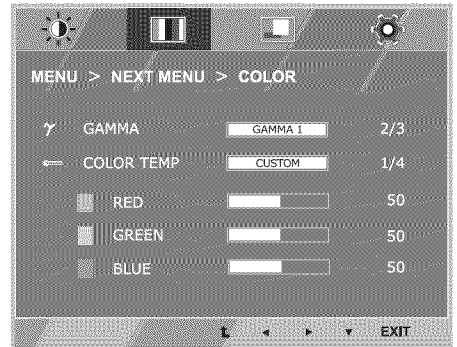 MENU > NEXT MENU > COLOR
γ GAMMA GAMMA 1 2/3
COLOR TEMP CUSTOM 1/4
RED 50
GREEN 50
BLUE 50
EXIT